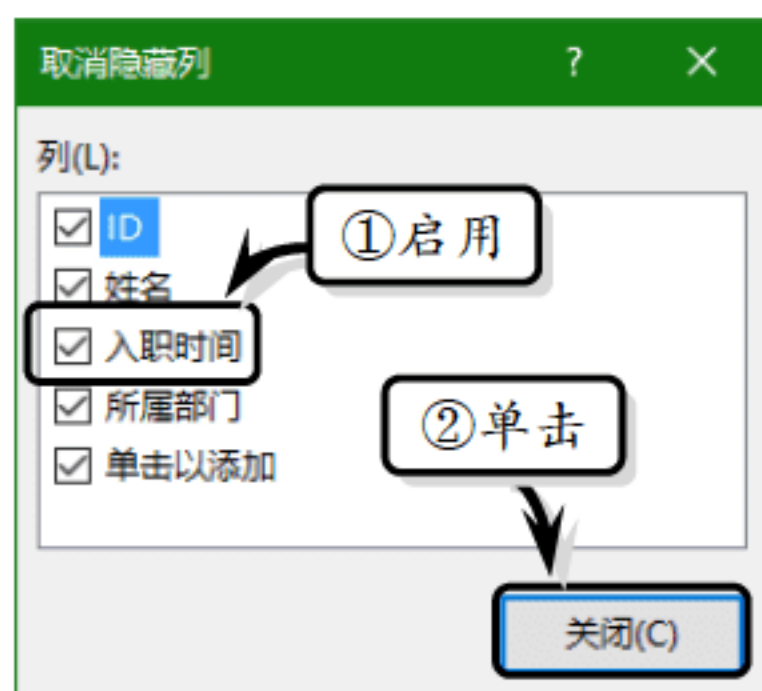 取消隐藏列 ? ×
列(L):
ID
①启用
姓名
入职时间
所属部门
②单击
单击以添加
关闭(C)